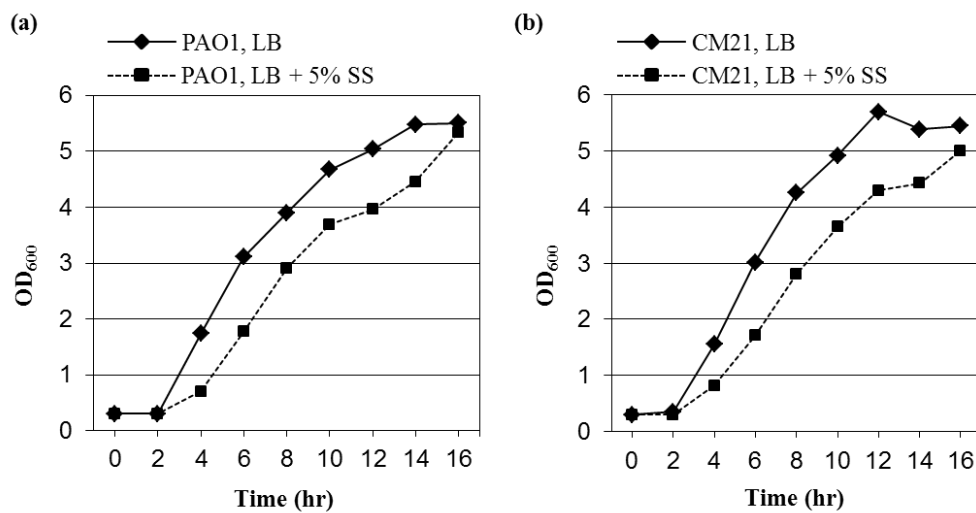 (a)
PAO1, LB
PAO1, LB + 5% SS
6
5
4
3
2
1
0
OD600
0 2 4 6 8 10 12 14 16
Time (hr)
(b)
CM21, LB
CM21, LB + 5% SS
6
5
4
3
2
1
0
OD600
0 2 4 6 8 10 12 14 16
Time (hr)